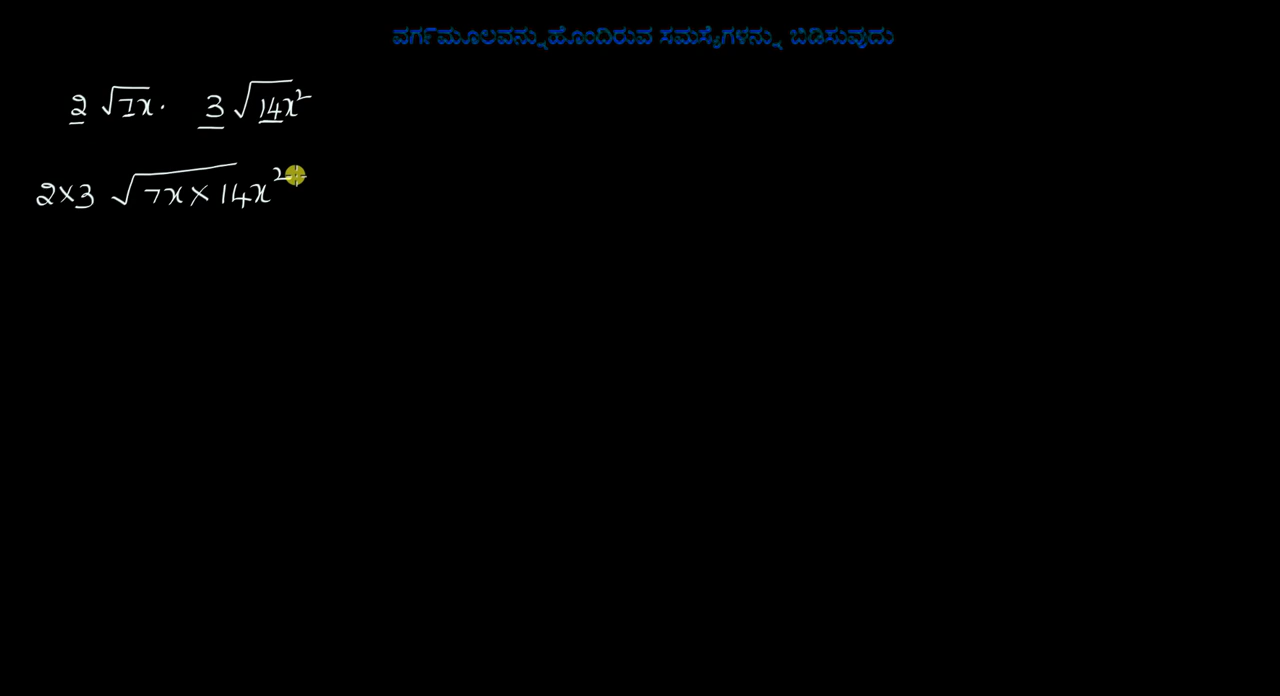 ವರ್ಗಮೂಲವನ್ನು ಹೊಂದಿರುವ ಸಮಸ್ಯೆಗಳನ್ನು ಬಿಡಿಸುವುದು
2 √7x · 3 √14x²
2×3 √7x × 14x²